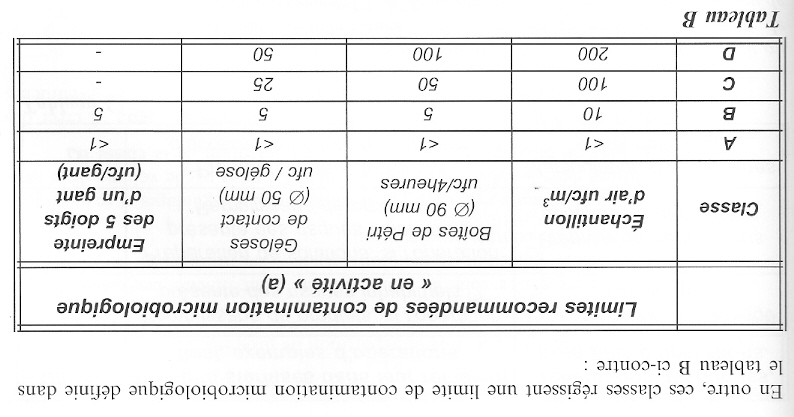 En outre, ces classes régissent une limite de contamination microbiologique définie dans
le tableau B ci-contre :
Limites recommandées de contamination microbiologique
« en activité » (a)
Classe
Échantillon
d'air ufc/m³
Boîtes de Pétri
(Ø 90 mm)
ufc/4heures
Géloses
de contact
(Ø 50 mm)
ufc / gélose
Empreinte
des 5 doigts
d'un gant
(ufc/gant)
A <1 <1 <1 <1
B 10 5 5 5
C 100 50 25 -
D 200 100 50 -
Tableau B